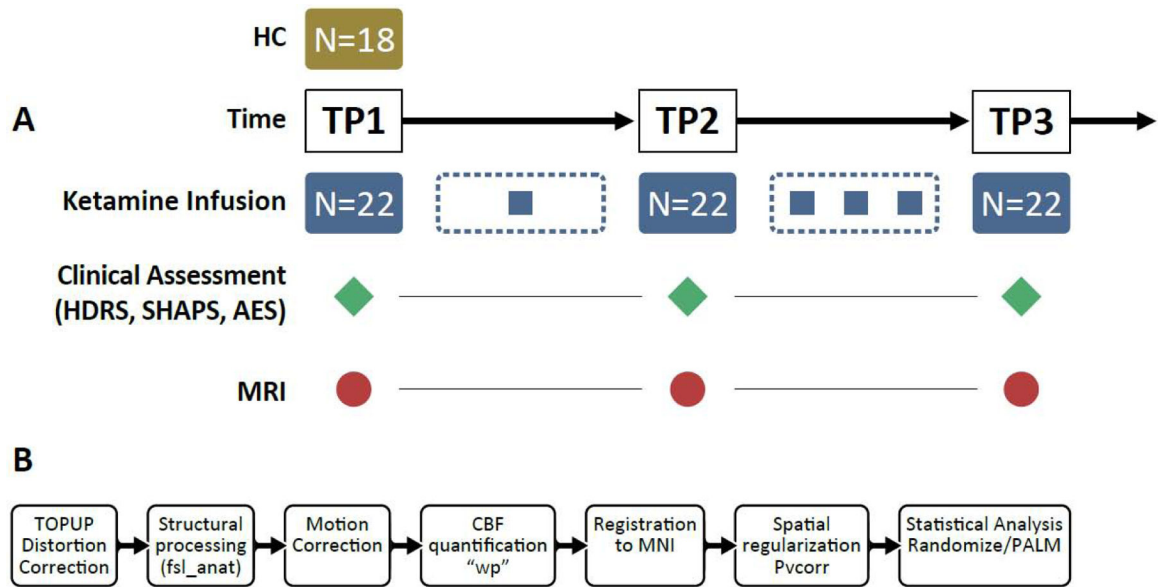 HC
N=18
A
Time
TP1
TP2
TP3
Ketamine Infusion
N=22
N=22
N=22
Clinical Assessment
(HDRS, SHAPS, AES)
MRI
B
TOPUP
Distortion
Correction
Structural
processing
(fsl_anat)
Motion
Correction
CBF
quantification
“wp”
Registration
to MNI
Spatial
regularization
Pvcorr
Statistical Analysis
Randomize/PALM